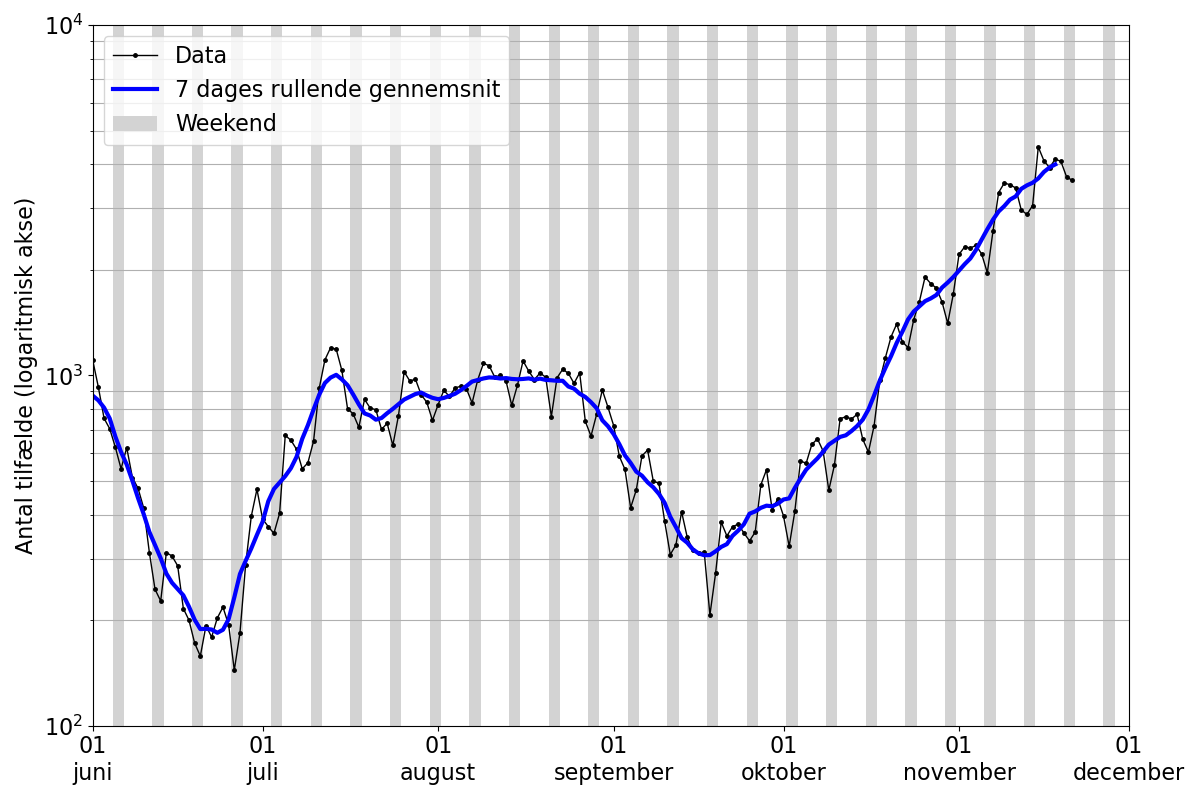 10⁴
Data
7 dages rullende gennemsnit
Weekend
Antal tilfælde (logaritmisk akse)
10³
10²
01 01 01 01 01 01 01
juni juli august september oktober november december